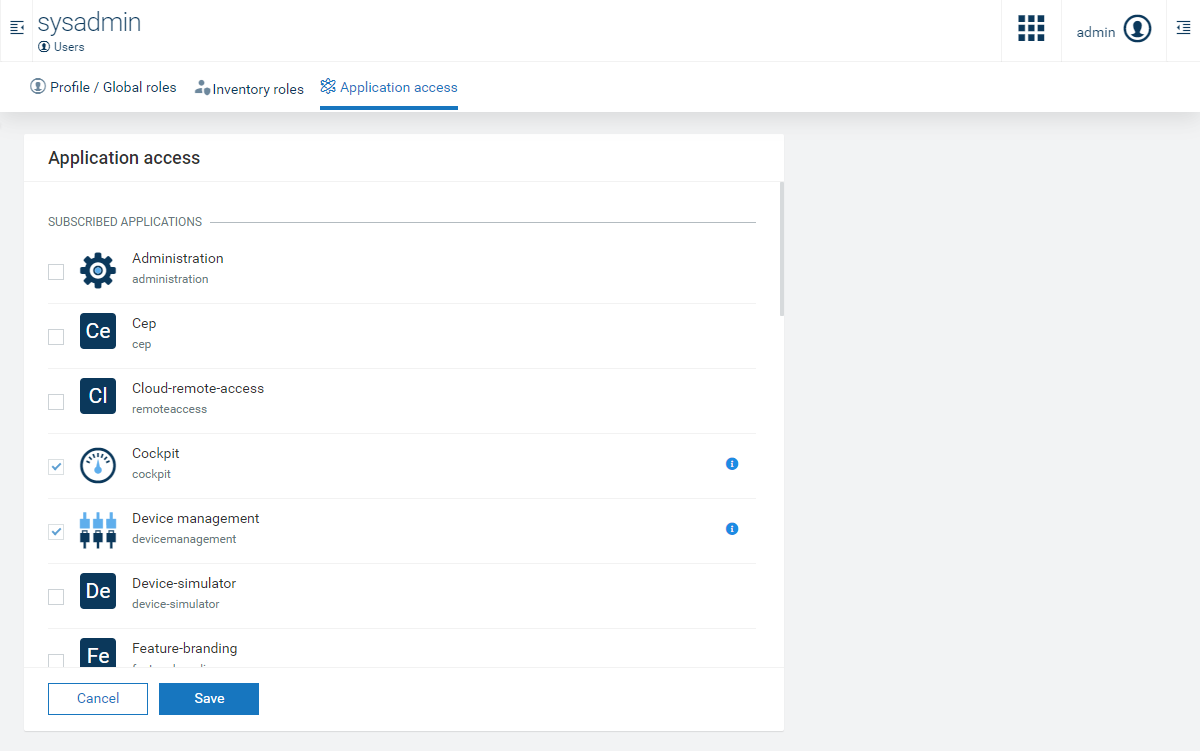 sysadmin
Users
admin
Profile / Global roles
Inventory roles
Application access
Application access
SUBSCRIBED APPLICATIONS
Administration
administration
Ce
Cep
cep
Cl
Cloud-remote-access
remoteaccess
Cockpit
cockpit
Device management
devicemanagement
De
Device-simulator
device-simulator
Fe
Feature-branding
Cancel
Save